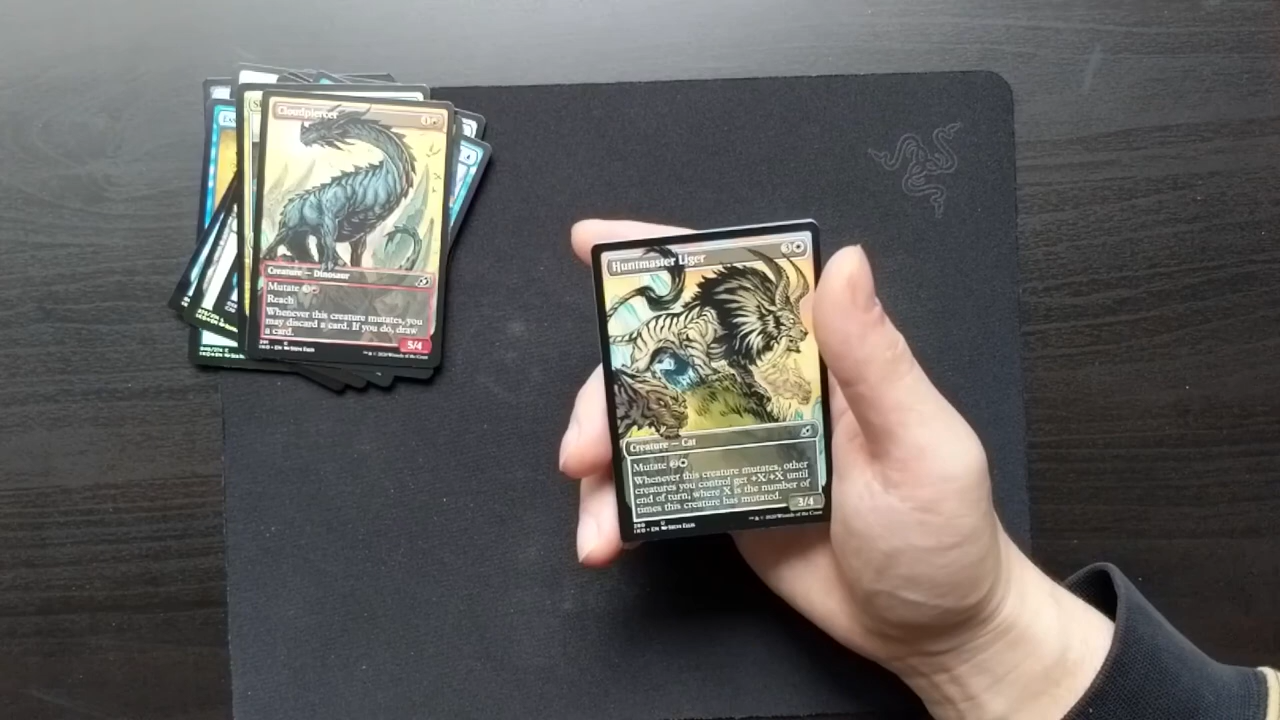 Cloudpiercer
Creature — Dinosaur
Mutate
Reach
Whenever this creature mutates, you
may discard a card. If you do, draw
a card.
5/4
Huntmaster Liger
3
Creature — Cat
Mutate 2
Whenever this creature mutates, other
creatures you control get +X/+X until
end of turn, where X is the number of
times this creature has mutated.
3/4